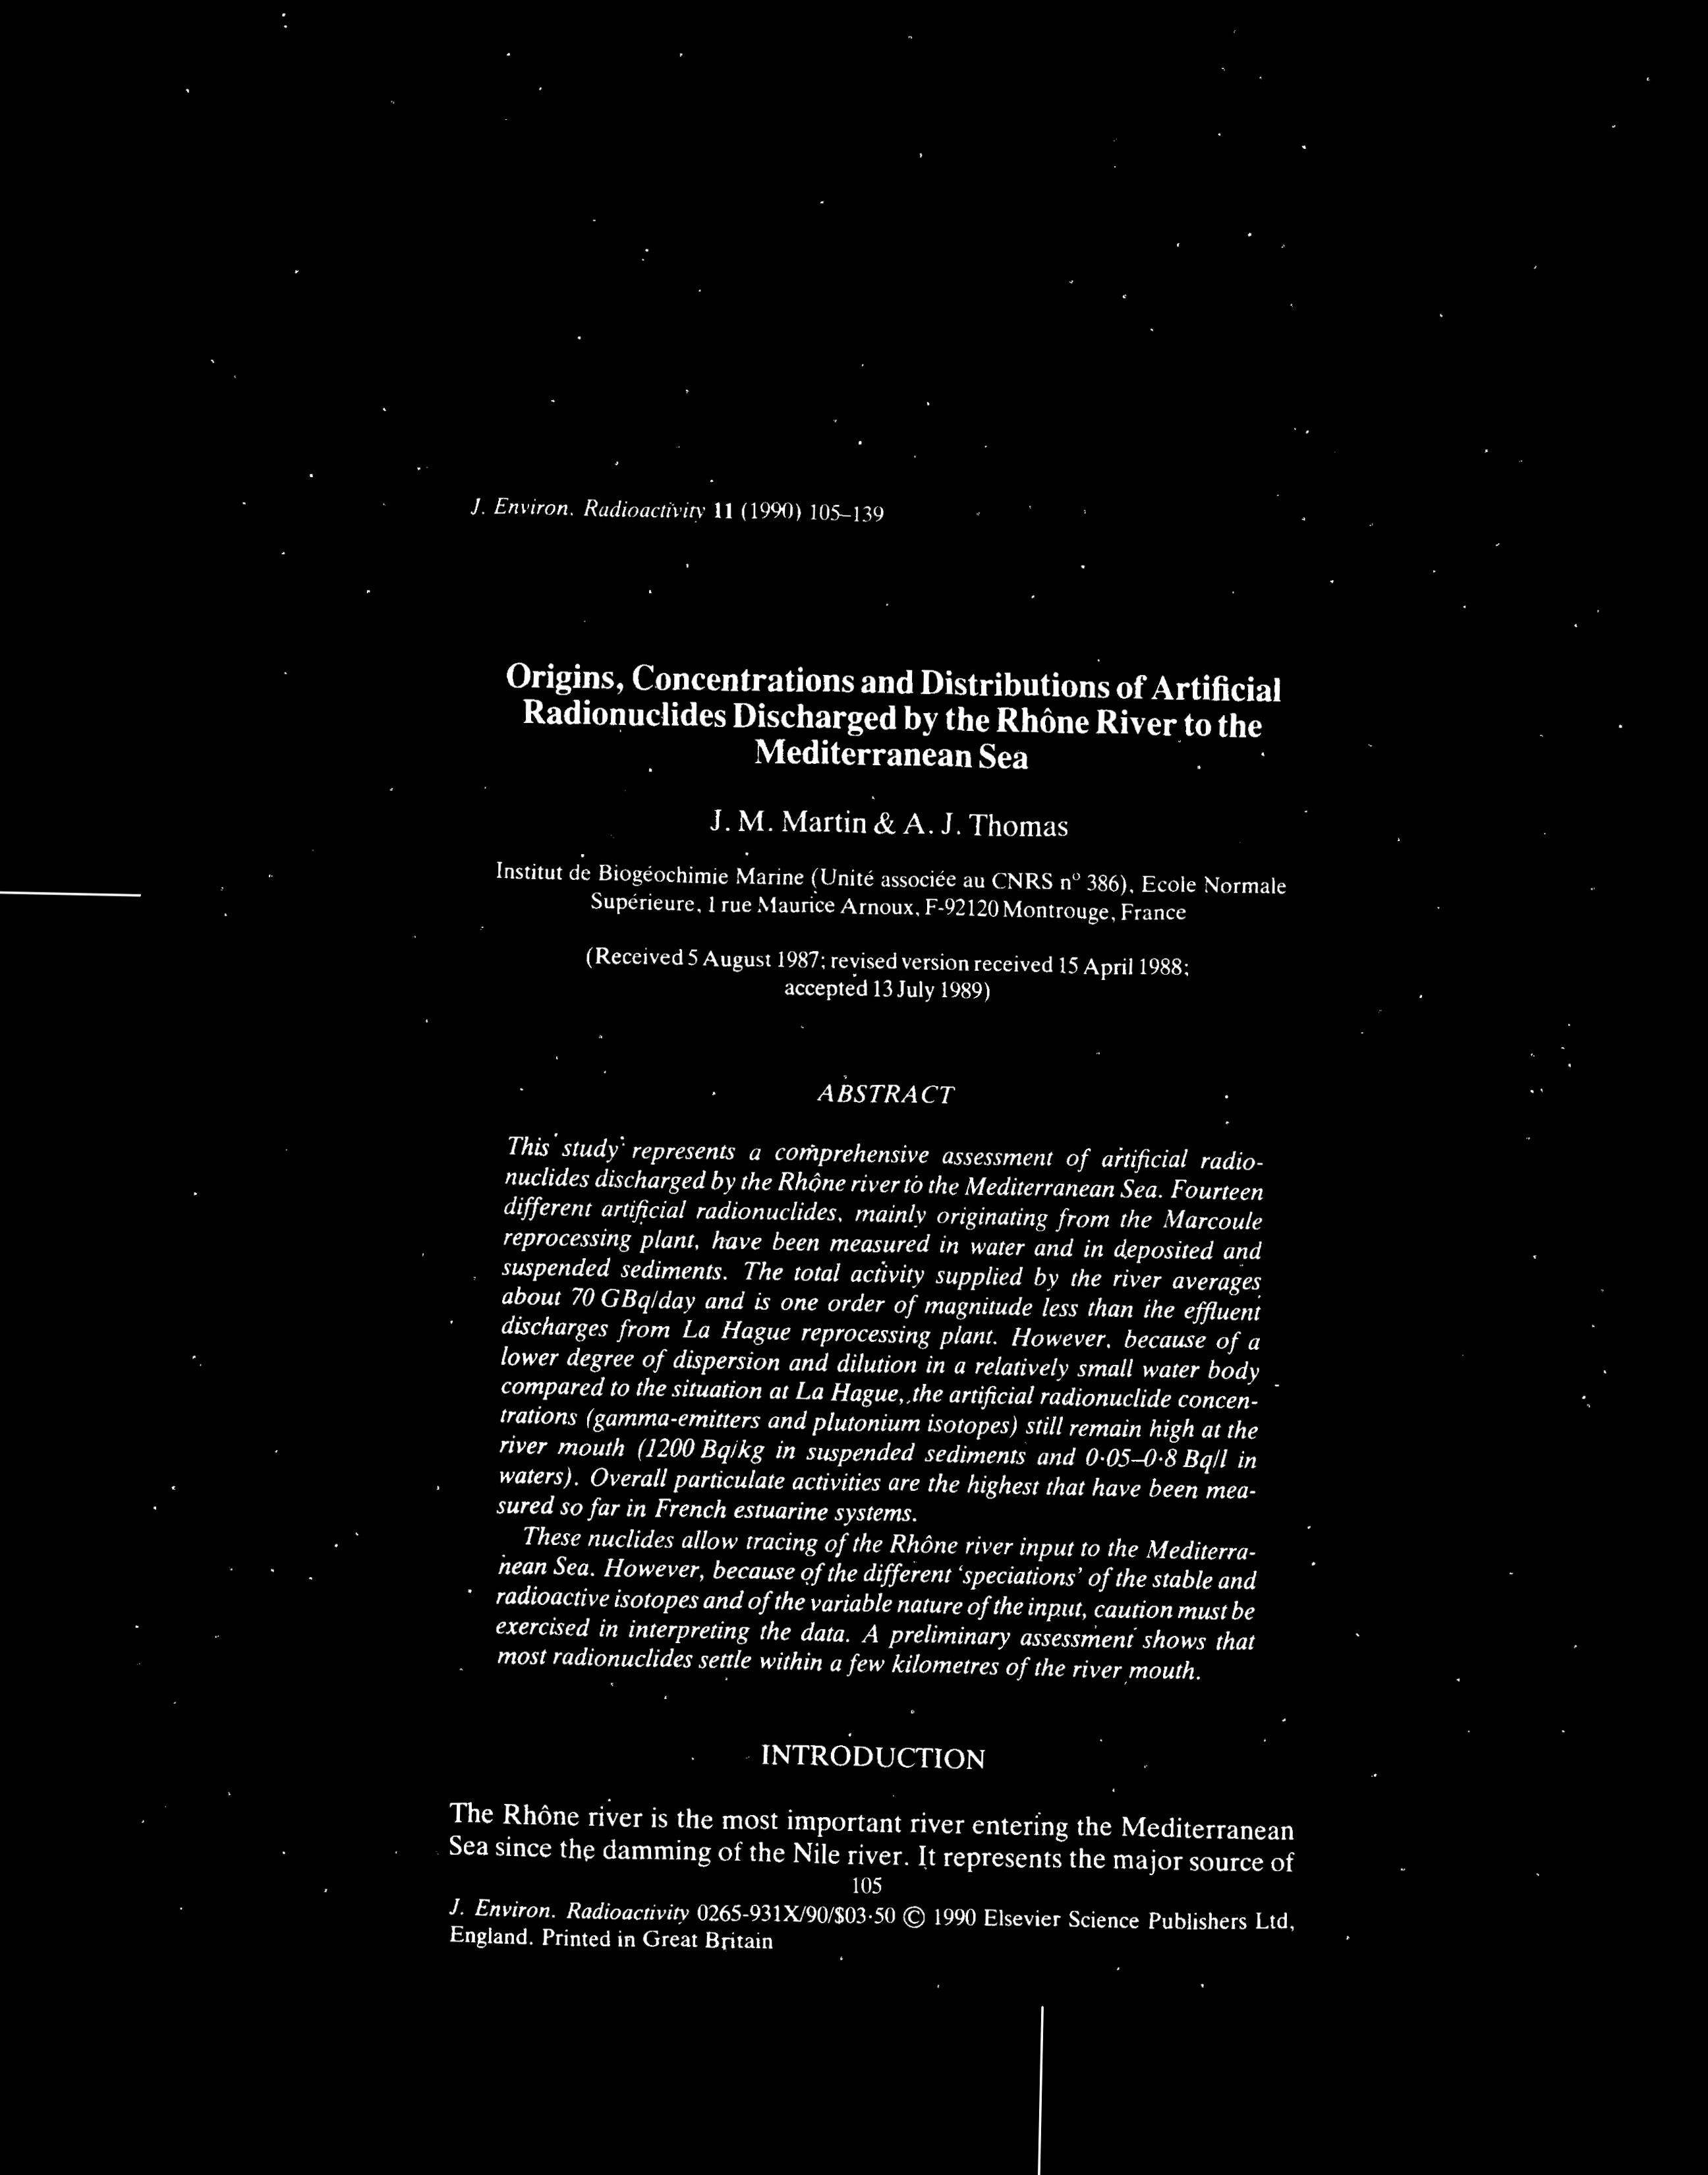 J. Environ. Radioactivity 11 (1990) 105–139
Origins, Concentrations and Distributions of Artificial
Radionuclides Discharged by the Rhône River to the
Mediterranean Sea
J. M. Martin & A. J. Thomas
Institut de Biogéochimie Marine (Unité associée au CNRS nº 386), Ecole Normale
Supérieure, 1 rue Maurice Arnoux, F-92120 Montrouge, France
(Received 5 August 1987; revised version received 15 April 1988;
accepted 13 July 1989)
ABSTRACT
This study represents a comprehensive assessment of artificial radio-
nuclides discharged by the Rhône river to the Mediterranean Sea. Fourteen
different artificial radionuclides, mainly originating from the Marcoule
reprocessing plant, have been measured in water and in deposited and
suspended sediments. The total activity supplied by the river averages
about 70 GBq/day and is one order of magnitude less than the effluent
discharges from La Hague reprocessing plant. However, because of a
lower degree of dispersion and dilution in a relatively small water body
compared to the situation at La Hague, the artificial radionuclide concen-
trations (gamma-emitters and plutonium isotopes) still remain high at the
river mouth (1200 Bq/kg in suspended sediments and 0·05–0·8 Bq/l in
waters). Overall particulate activities are the highest that have been mea-
sured so far in French estuarine systems.
These nuclides allow tracing of the Rhône river input to the Mediterra-
nean Sea. However, because of the different ‘speciations’ of the stable and
radioactive isotopes and of the variable nature of the input, caution must be
exercised in interpreting the data. A preliminary assessment shows that
most radionuclides settle within a few kilometres of the river mouth.
INTRODUCTION
The Rhône river is the most important river entering the Mediterranean
Sea since the damming of the Nile river. It represents the major source of
105
J. Environ. Radioactivity 0265-931X/90/$03·50 © 1990 Elsevier Science Publishers Ltd,
England. Printed in Great Britain